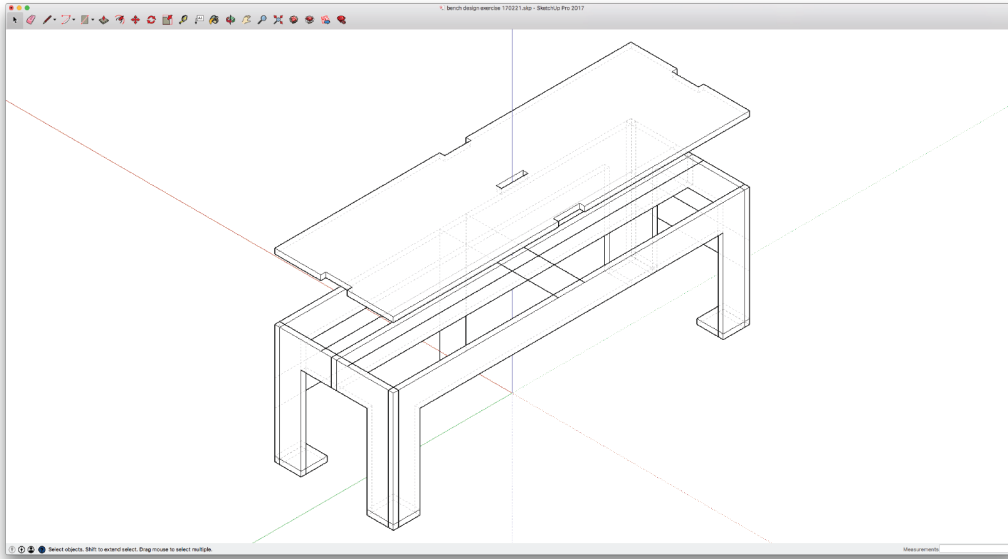 bench design exercise 170221.skp - SketchUp Pro 2017
Select objects. Shift to extend select. Drag mouse to select multiple.
Measurements